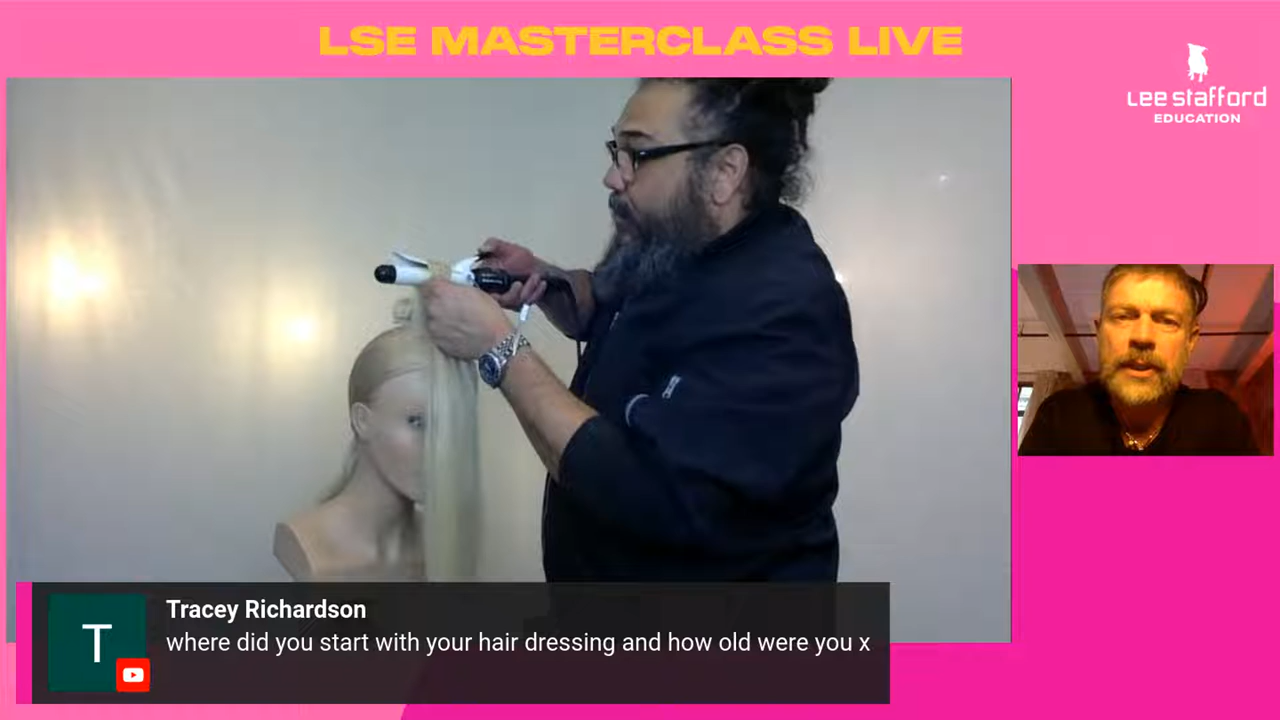 LSE MASTERCLASS LIVE
Lee Stafford
EDUCATION
T
Tracey Richardson
where did you start with your hair dressing and how old were you x